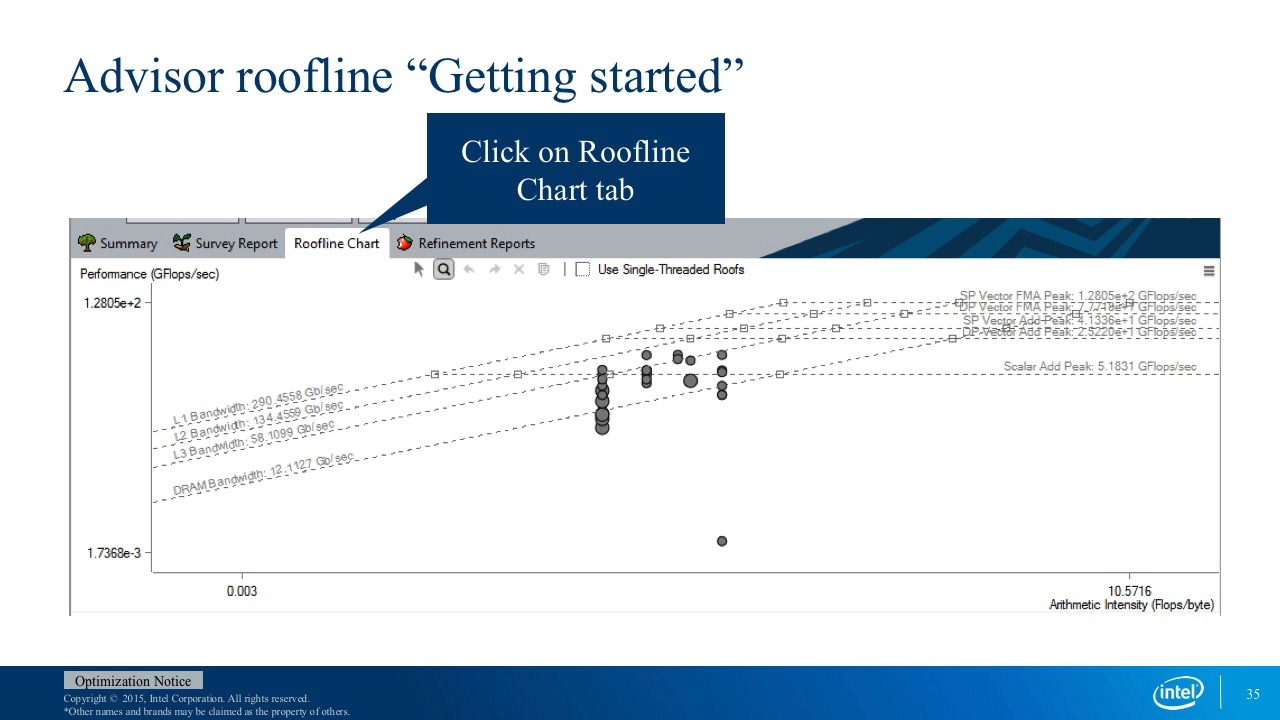 Advisor roofline “Getting started”
Click on Roofline
Chart tab
Summary Survey Report Roofline Chart Refinement Reports
Performance (GFlops/sec)
Use Single-Threaded Roofs
1.2805e+2
SP Vector FMA Peak: 1.2805e+2 GFlops/sec
DP Vector FMA Peak: GFlops/sec
SP Vector Add Peak: 4.1336e+1 GFlops/sec
DP Vector Add Peak: 2.5220e+1 GFlops/sec
Scalar Add Peak: 5.1831 GFlops/sec
L1 Bandwidth: 290.4558 Gb/sec
L2 Bandwidth: 134.4559 Gb/sec
L3 Bandwidth: 58.1099 Gb/sec
DRAM Bandwidth: 12.1127 Gb/sec
1.7368e-3
0.003
10.5716
Arithmetic Intensity (Flops/byte)
Optimization Notice
Copyright © 2015, Intel Corporation. All rights reserved.
*Other names and brands may be claimed as the property of others.
intel
35